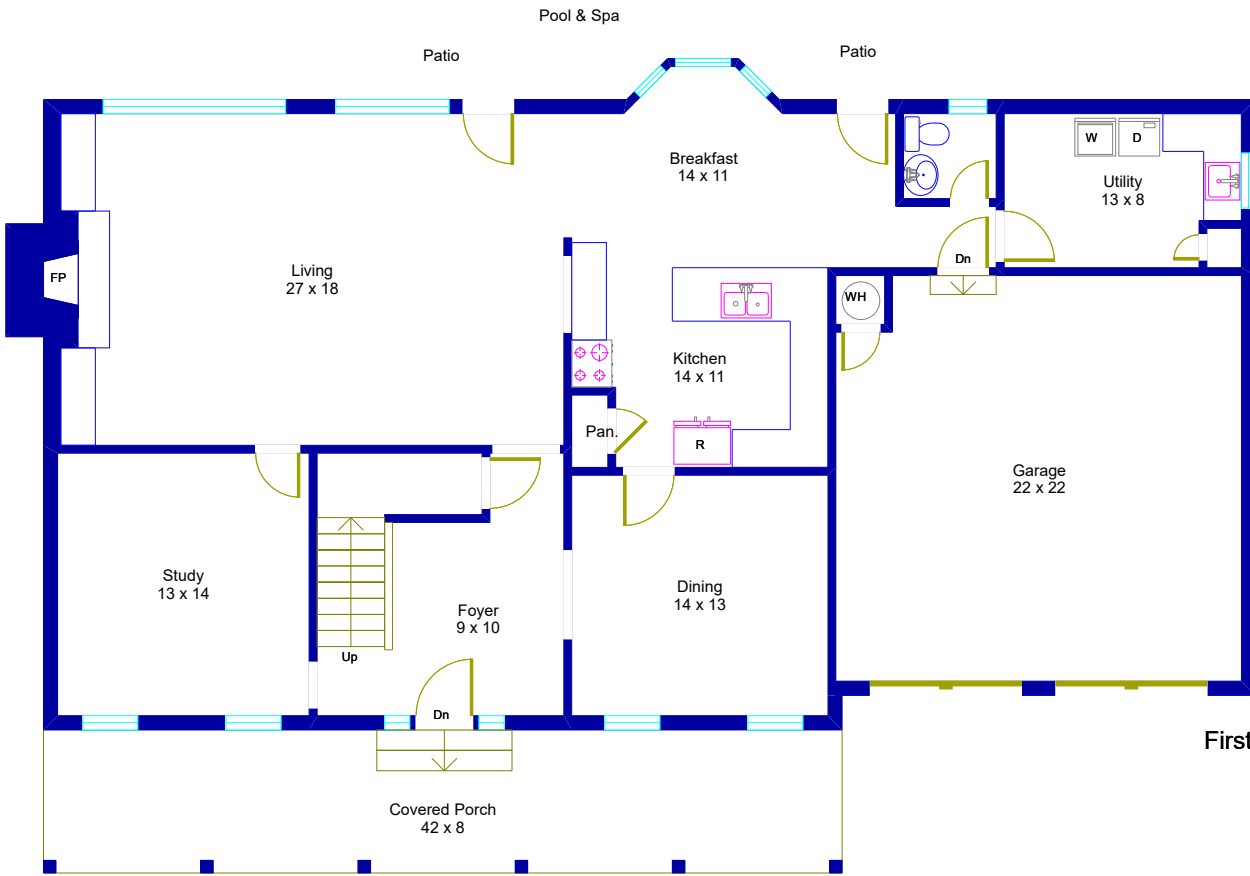 Pool & Spa
Patio
Patio
Breakfast
14 x 11
W
D
Utility
13 x 8
Living
27 x 18
FP
Dn
WH
Kitchen
14 x 11
Pan.
R
Garage
22 x 22
Study
13 x 14
Foyer
9 x 10
Dining
14 x 13
Up
Dn
First
Covered Porch
42 x 8